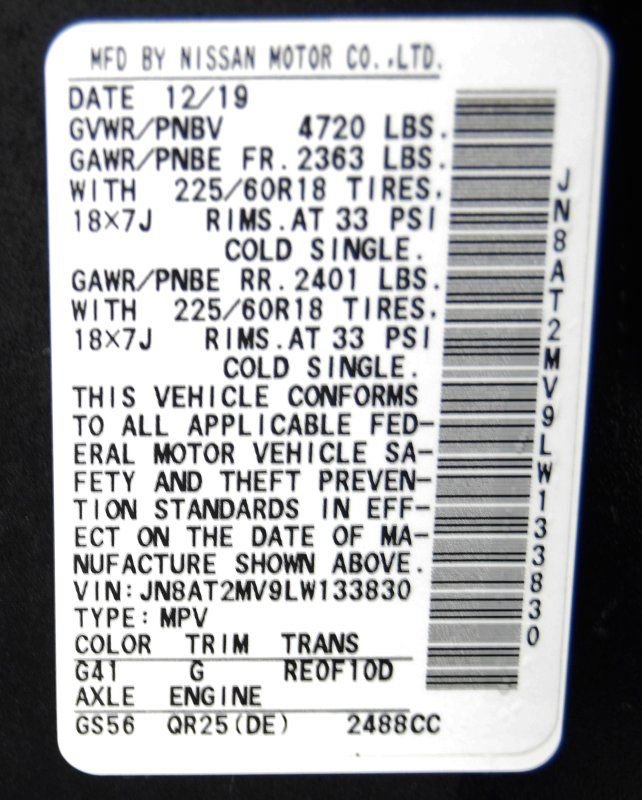 MFD BY NISSAN MOTOR CO.,LTD.
DATE 12/19
GVWR/PNBV 4720 LBS.
GAWR/PNBE FR.2363 LBS.
WITH 225/60R18 TIRES.
18×7J RIMS.AT 33 PSI
COLD SINGLE.
GAWR/PNBE RR.2401 LBS.
WITH 225/60R18 TIRES.
18×7J RIMS.AT 33 PSI
COLD SINGLE.
THIS VEHICLE CONFORMS
TO ALL APPLICABLE FED-
ERAL MOTOR VEHICLE SA-
FETY AND THEFT PREVEN-
TION STANDARDS IN EFF-
ECT ON THE DATE OF MA-
NUFACTURE SHOWN ABOVE.
VIN:JN8AT2MV9LW133830
TYPE:MPV
COLOR TRIM TRANS
G41 G RE0F10D
AXLE ENGINE
GS56 QR25(DE) 2488CC
JN8AT2MV9LW133830